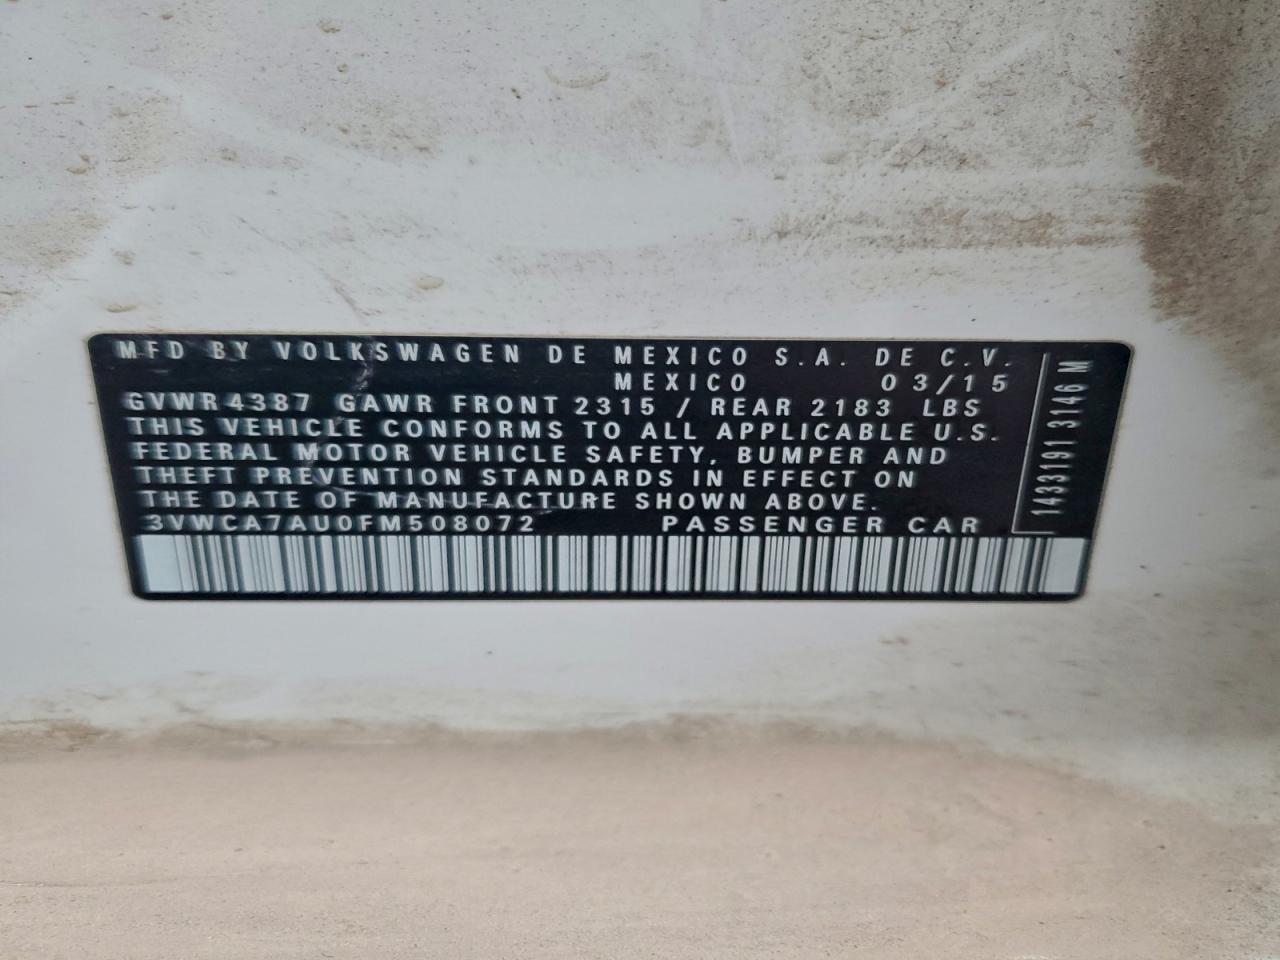 MFD BY VOLKSWAGEN DE MEXICO S.A. DE C.V.
MEXICO 03/15
GVWR 4387 GAWR FRONT 2315 / REAR 2183 LBS
THIS VEHICLE CONFORMS TO ALL APPLICABLE U.S.
FEDERAL MOTOR VEHICLE SAFETY, BUMPER AND
THEFT PREVENTION STANDARDS IN EFFECT ON
THE DATE OF MANUFACTURE SHOWN ABOVE.
3VWCA7AU0FM508072 PASSENGER CAR
1433191 3146 M